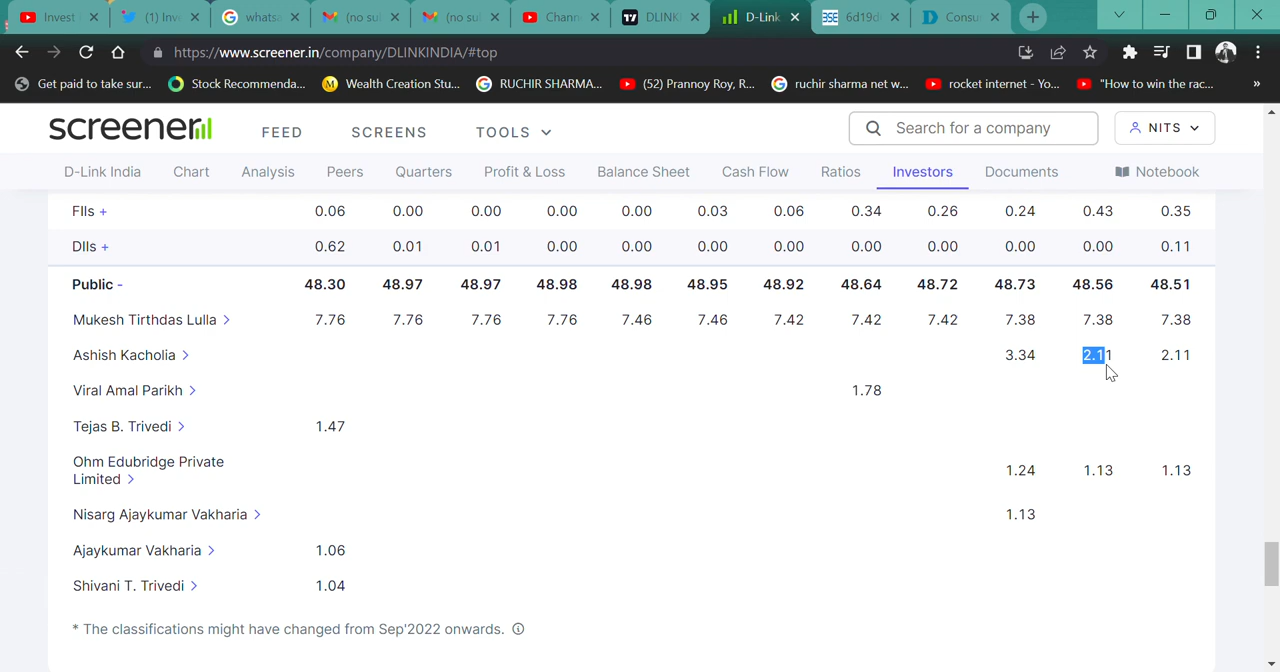 Invest
(1) Inv
whats
(no su
(no su
Chann
DLINK
D-Link
6d19d
Consu
https://www.screener.in/company/DLINKINDIA/#top
Get paid to take sur...
Stock Recommenda...
Wealth Creation Stu...
RUCHIR SHARMA...
(52) Prannoy Roy, R...
ruchir sharma net w...
rocket internet - Yo...
"How to win the rac...
»
screener
FEED
SCREENS
TOOLS
Search for a company
NITS
D-Link India
Chart
Analysis
Peers
Quarters
Profit & Loss
Balance Sheet
Cash Flow
Ratios
Investors
Documents
Notebook
FIIs + 0.06 0.00 0.00 0.00 0.00 0.03 0.06 0.34 0.26 0.24 0.43 0.35
DIIs + 0.62 0.01 0.01 0.00 0.00 0.00 0.00 0.00 0.00 0.00 0.00 0.11
Public - 48.30 48.97 48.97 48.98 48.98 48.95 48.92 48.64 48.72 48.73 48.56 48.51
Mukesh Tirthdas Lulla > 7.76 7.76 7.76 7.76 7.46 7.46 7.42 7.42 7.42 7.38 7.38 7.38
Ashish Kacholia > 3.34 2.11 2.11
Viral Amal Parikh > 1.78
Tejas B. Trivedi > 1.47
Ohm Edubridge Private
Limited > 1.24 1.13 1.13
Nisarg Ajaykumar Vakharia > 1.13
Ajaykumar Vakharia > 1.06
Shivani T. Trivedi > 1.04
* The classifications might have changed from Sep'2022 onwards.